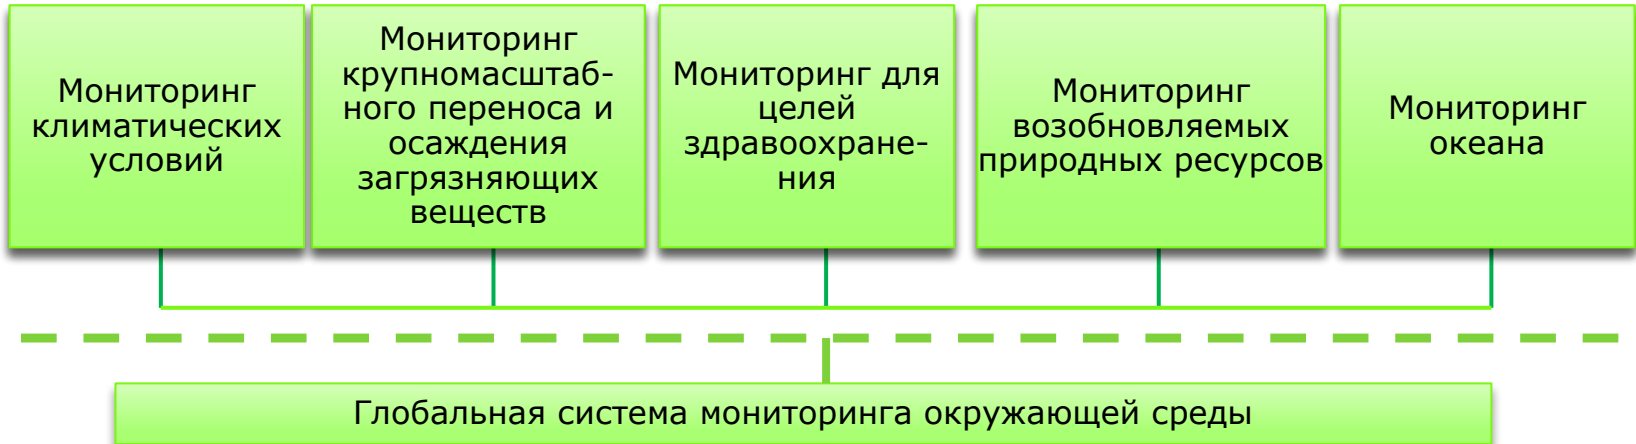 Мониторинг
климатических
условий
Мониторинг
крупномасштаб-
ного переноса и
осаждения
загрязняющих
веществ
Мониторинг для
целей
здравоохране-
ния
Мониторинг
возобновляемых
природных ресурсов
Мониторинг
океана
Глобальная система мониторинга окружающей среды